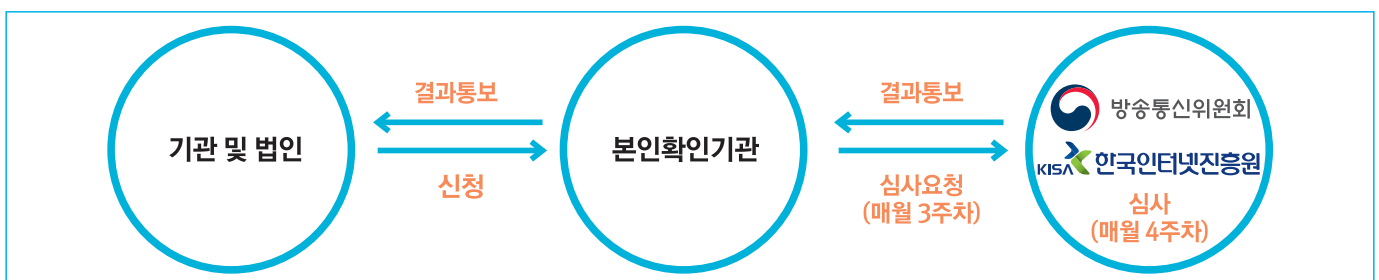 기관 및 법인
결과통보
신청
본인확인기관
결과통보
심사요청
(매월 3주차)
방송통신위원회
KISA 한국인터넷진흥원
심사
(매월 4주차)